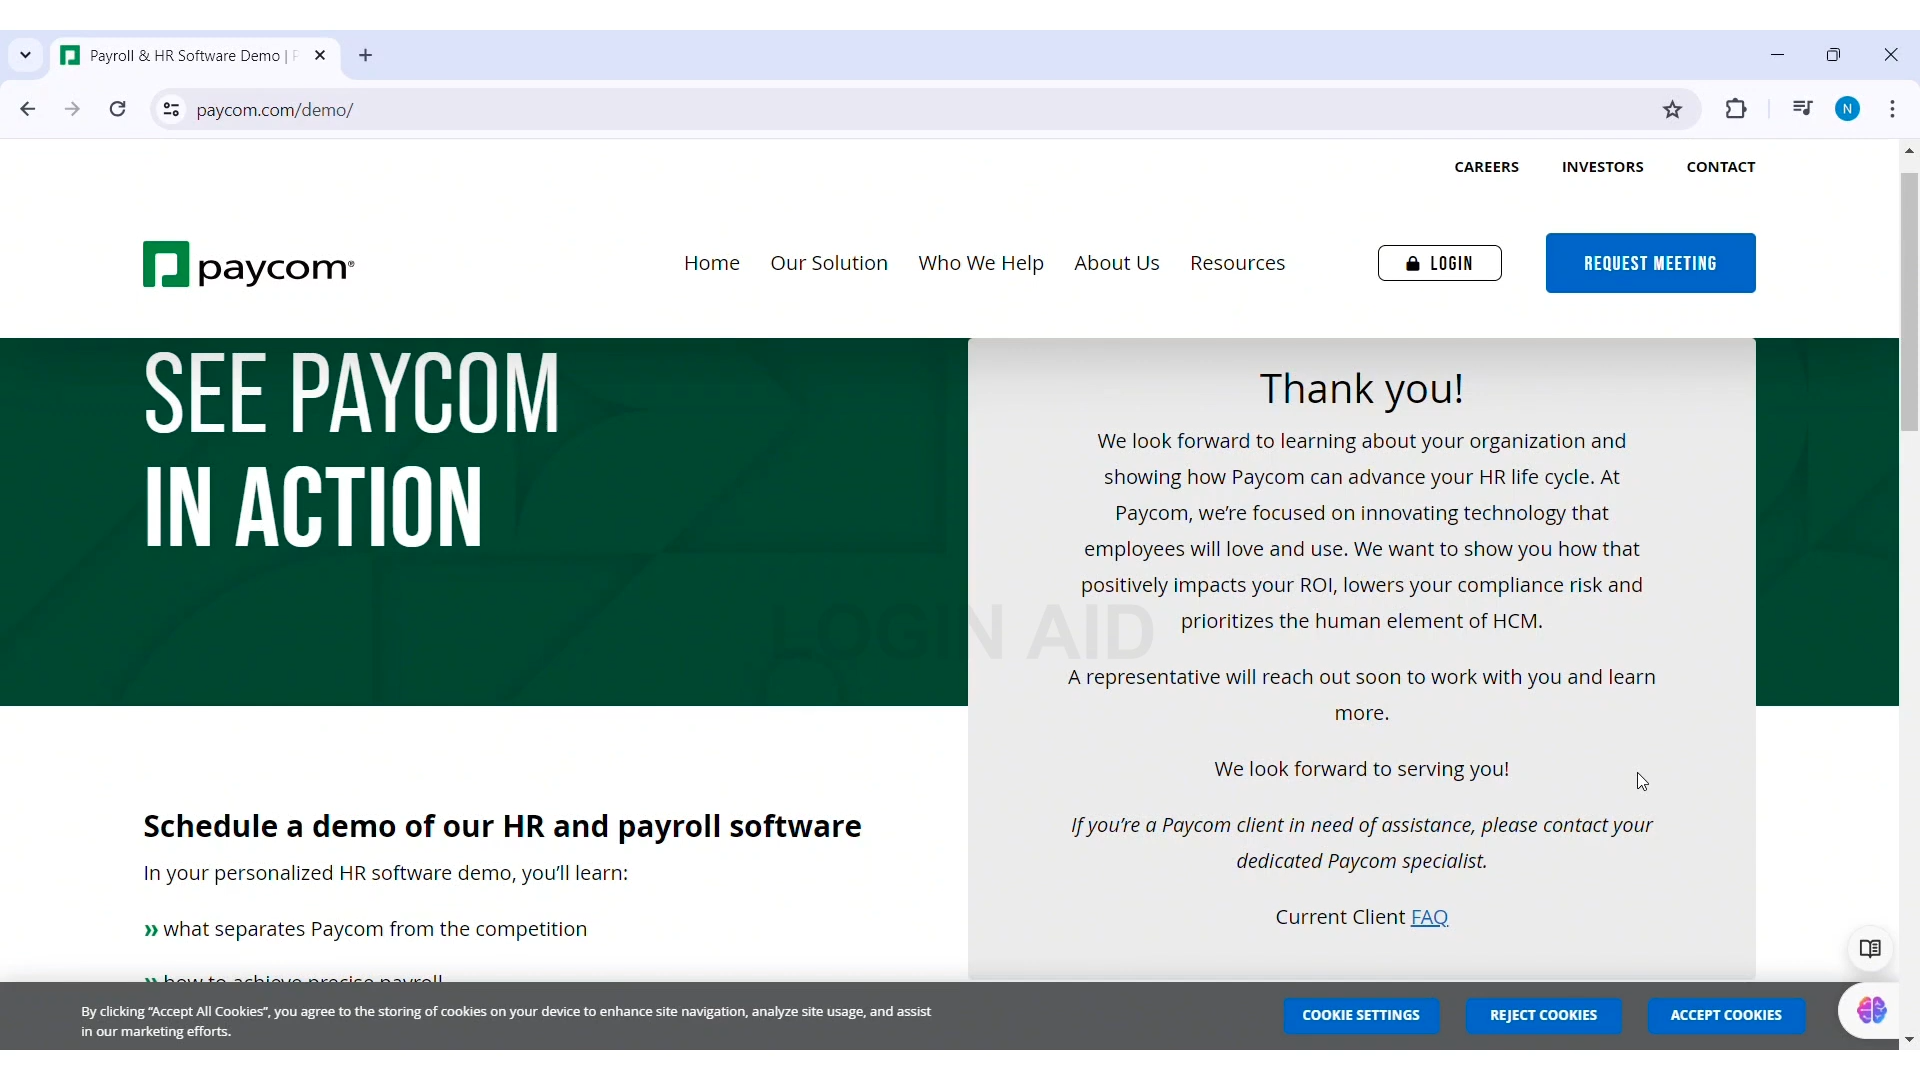 Payroll & HR Software Demo | P
paycom.com/demo/
N
CAREERS INVESTORS CONTACT
paycom®
Home Our Solution Who We Help About Us Resources LOGIN REQUEST MEETING
SEE PAYCOM
IN ACTION
Thank you!
We look forward to learning about your organization and
showing how Paycom can advance your HR life cycle. At
Paycom, we're focused on innovating technology that
employees will love and use. We want to show you how that
positively impacts your ROI, lowers your compliance risk and
prioritizes the human element of HCM.
LOGIN AID
A representative will reach out soon to work with you and learn
more.
We look forward to serving you!
If you're a Paycom client in need of assistance, please contact your
dedicated Paycom specialist.
Current Client FAQ
Schedule a demo of our HR and payroll software
In your personalized HR software demo, you'll learn:
» what separates Paycom from the competition
» how to achieve precise payroll
By clicking "Accept All Cookies", you agree to the storing of cookies on your device to enhance site navigation, analyze site usage, and assist
in our marketing efforts.
COOKIE SETTINGS REJECT COOKIES ACCEPT COOKIES